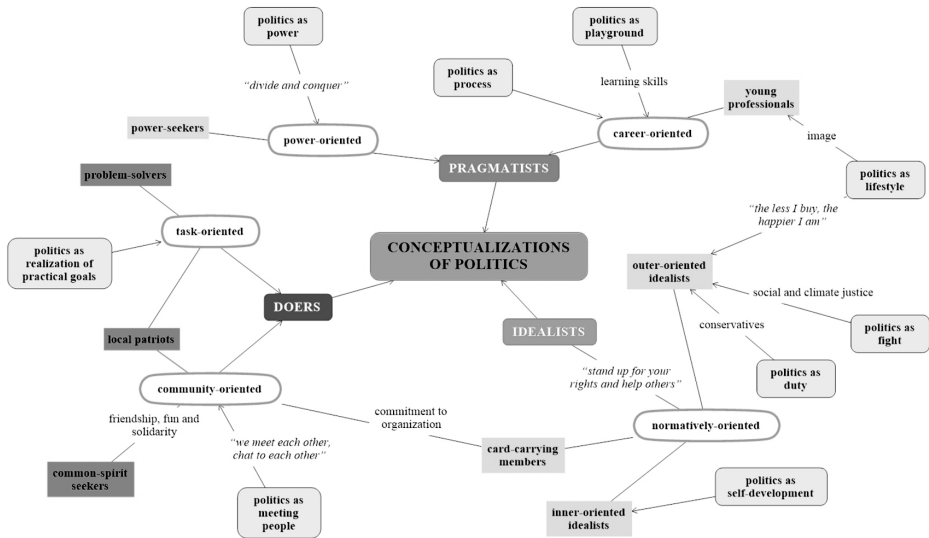 politics as
power
politics as
playground
politics as
process
learning skills
young
professionals
"divide and conquer"
power-seekers
power-oriented
career-oriented
image
PRAGMATISTS
problem-solvers
politics as
lifestyle
"the less I buy, the
happier I am"
task-oriented
politics as
realization of
practical goals
CONCEPTUALIZATIONS
OF POLITICS
outer-oriented
idealists
social and climate justice
DOERS
IDEALISTS
conservatives
politics as
fight
local patriots
politics as
duty
community-oriented
"stand up for your
rights and help others"
friendship, fun and
solidarity
commitment to
organization
normatively-oriented
"we meet each other,
chat to each other"
card-carrying
members
common-spirit
seekers
politics as
meeting
people
politics as
self-development
inner-oriented
idealists